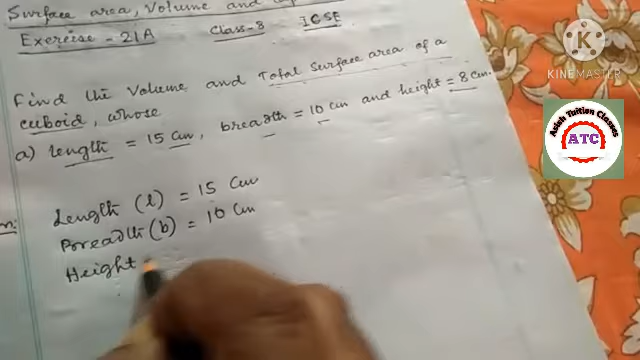 Surface area, Volume and
Exercise - 21A Class-8 ICSE
Find the Volume and Total Surface area of a
cuboid, whose
a) length = 15 cm, breadth = 10 cm and height = 8 cm.
Length (l) = 15 cm
Breadth (b) = 10 cm
Height
KINEMASTER
Asish Tuition Classes
ATC